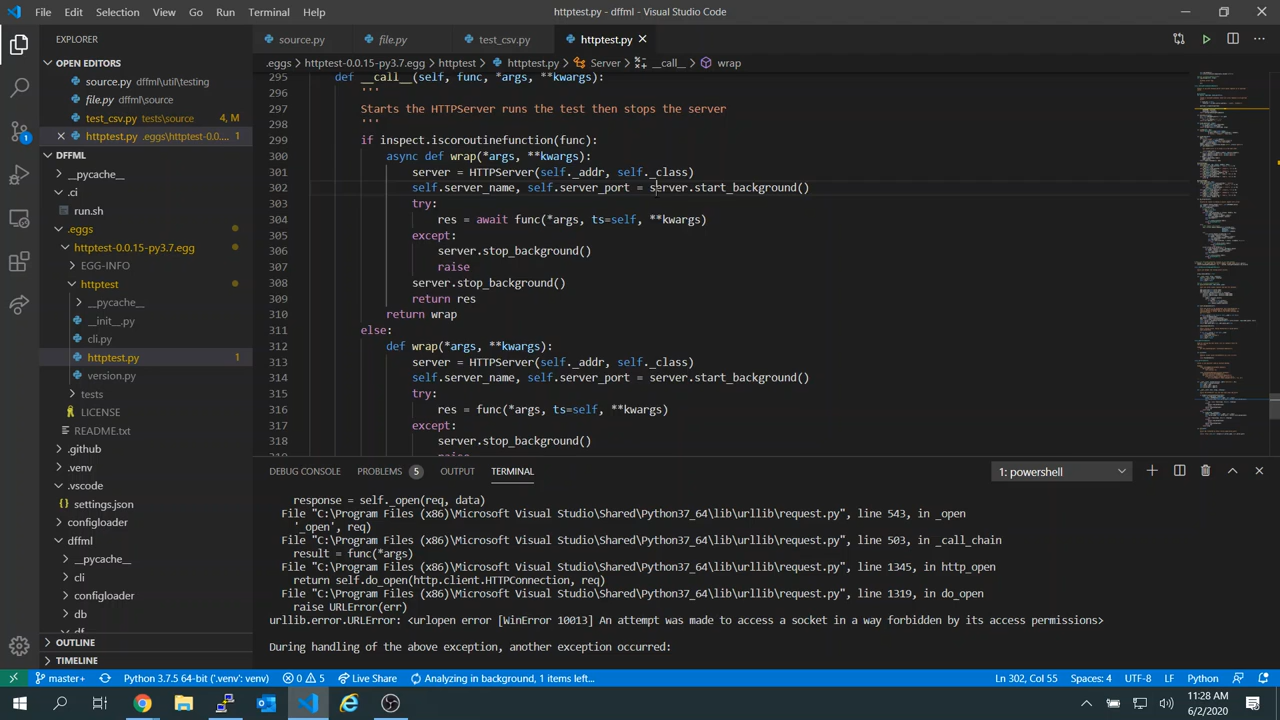 File Edit Selection View Go Run Terminal Help httptest.py - dffml - Visual Studio Code
EXPLORER
OPEN EDITORS
source.py dffml\util\testing
file.py dffml\source
test_csv.py tests\source 4, M
httptest.py .eggs\httptest-0.0.... 1
DFFML
__pycache__
.ci
run.sh
.eggs
httptest-0.0.15-py3.7.egg
EGG-INFO
httptest
__pycache__
__init__.py
cli.py
httptest.py 1
version.py
tests
LICENSE
README.txt
.github
.venv
.vscode
settings.json
configloader
dffml
__pycache__
cli
configloader
db
df
OUTLINE
TIMELINE
source.py file.py test_csv.py httptest.py
.eggs > httptest-0.0.15-py3.7.egg > httptest > httptest.py > Server > __call__ > wrap
295 def __call__(self, func, *args, **kwargs):
296 '''
297 Starts the HTTPServer runs the test than stops the server
298 '''
299 if inspect.iscoroutinefunction(func):
300 async def wrap(*args, **kwargs):
301 server = HTTPServer(self._addr, self._class)
302 self.server_name, self.server_port = server.start_background()
303 try:
304 res = await func(*args, ts=self, **kwargs)
305 except:
306 server.stop_background()
307 raise
308 server.stop_background()
309 return res
310 return wrap
311 else:
312 def wrap(*args, **kwargs):
313 server = HTTPServer(self._addr, self._class)
314 self.server_name, self.server_port = server.start_background()
315 try:
316 res = func(*args, ts=self, **kwargs)
317 except:
318 server.stop_background()
raise
DEBUG CONSOLE PROBLEMS 5 OUTPUT TERMINAL 1: powershell
response = self._open(req, data)
File "C:\Program Files (x86)\Microsoft Visual Studio\Shared\Python37_64\lib\urllib\request.py", line 543, in _open
'_open', req)
File "C:\Program Files (x86)\Microsoft Visual Studio\Shared\Python37_64\lib\urllib\request.py", line 503, in _call_chain
result = func(*args)
File "C:\Program Files (x86)\Microsoft Visual Studio\Shared\Python37_64\lib\urllib\request.py", line 1345, in http_open
return self.do_open(http.client.HTTPConnection, req)
File "C:\Program Files (x86)\Microsoft Visual Studio\Shared\Python37_64\lib\urllib\request.py", line 1319, in do_open
raise URLError(err)
urllib.error.URLError: <urlopen error [WinError 10013] An attempt was made to access a socket in a way forbidden by its access permissions>
During handling of the above exception, another exception occurred:
master+ Python 3.7.5 64-bit ('.venv': venv) 0 5 Live Share Analyzing in background, 1 items left... Ln 302, Col 55 Spaces: 4 UTF-8 LF Python
11:28 AM
6/2/2020